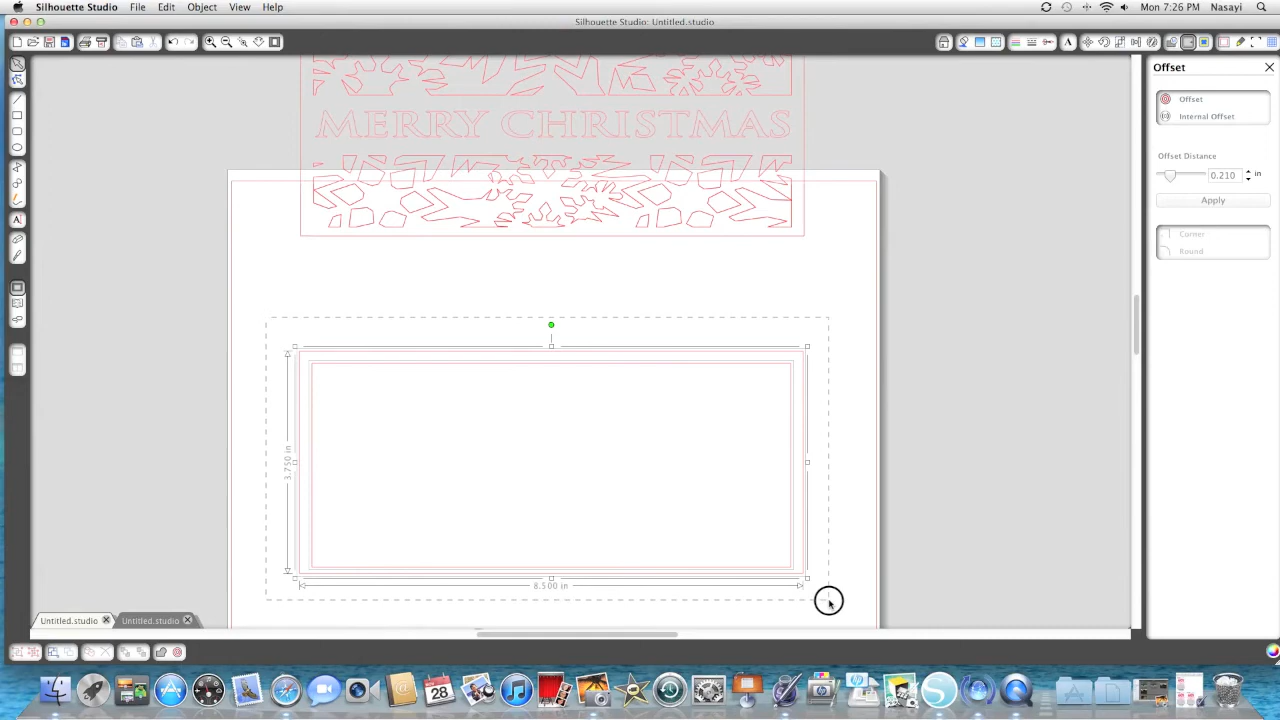 Silhouette Studio File Edit Object View Help
Mon 7:26 PM Nasayi
Silhouette Studio: Untitled.studio
A
Offset
Offset
Internal Offset
Offset Distance
0.210 in
Apply
Corner
Round
MERRY CHRISTMAS
A
3.750 in
8.500 in
Untitled.studio
Untitled.studio
28